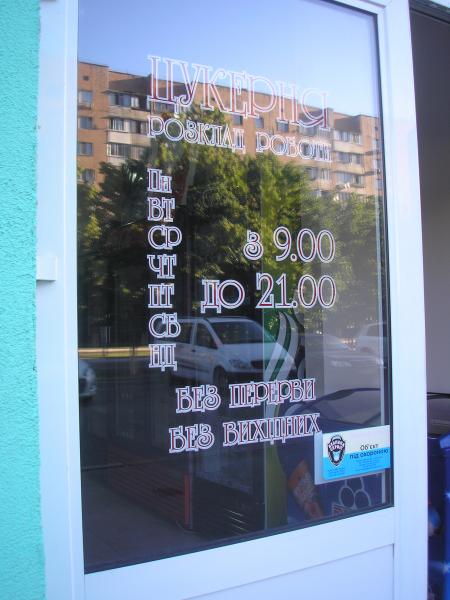 ЦУКЕРНЯ
РОЗКЛАД РОБОТИ
Пн
ВТ
СР
ЧТ
ПТ
СБ
НД
З 9.00
ДО 21.00
БЕЗ ПЕРЕРВИ
БЕЗ ВИХІДНИХ
Об'єкт
під охороною